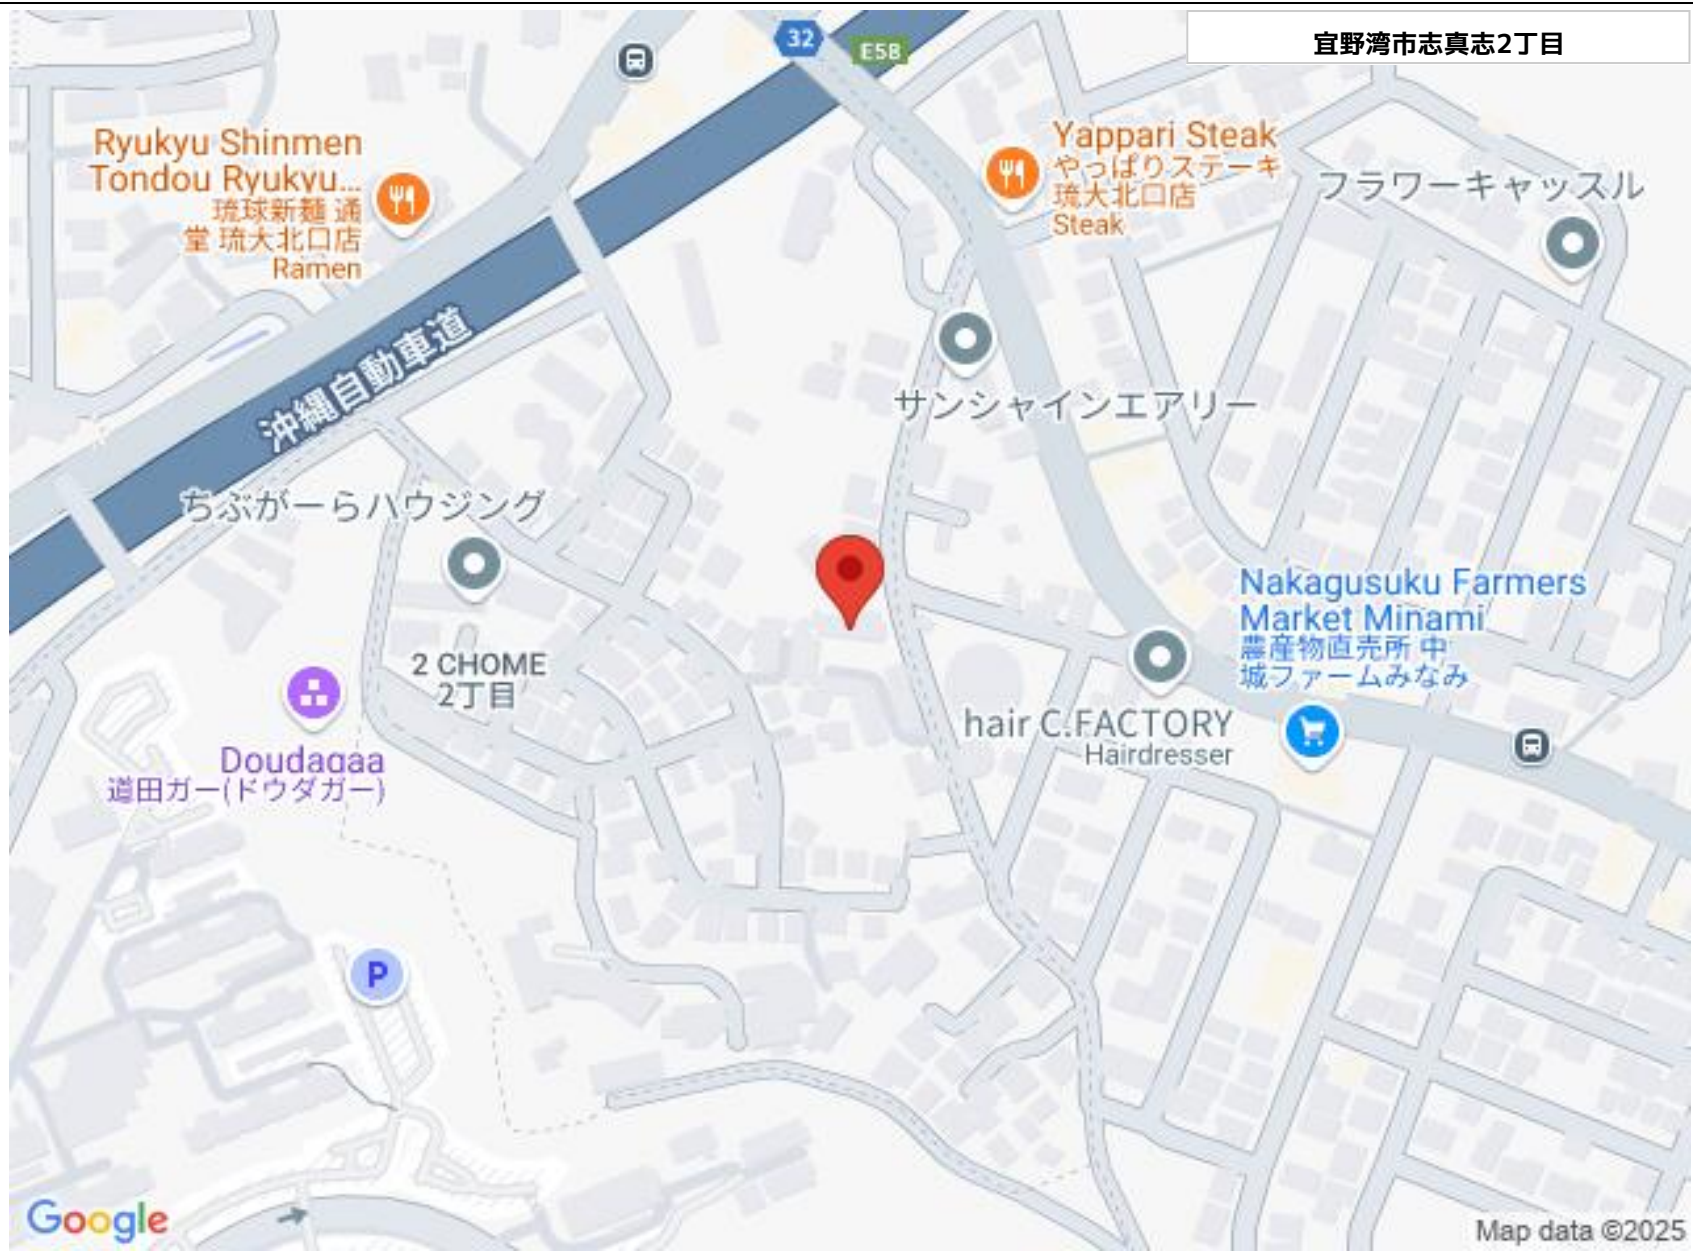 宜野湾市志真志2丁目
32
E58
Ryukyu Shinmen
Tondou Ryukyu...
琉球新麺 通
堂 琉大北口店
Ramen
Yappari Steak
やっぱりステーキ
琉大北口店
Steak
フラワーキャッスル
沖縄自動車道
サンシャインエアリー
ちぶがーらハウジング
Nakagusuku Farmers
Market Minami
農産物直売所 中
城ファームみなみ
2 CHOME
2丁目
hair C.FACTORY
Hairdresser
Doudagaa
道田ガー(ドウダガー)
P
Google
Map data ©2025